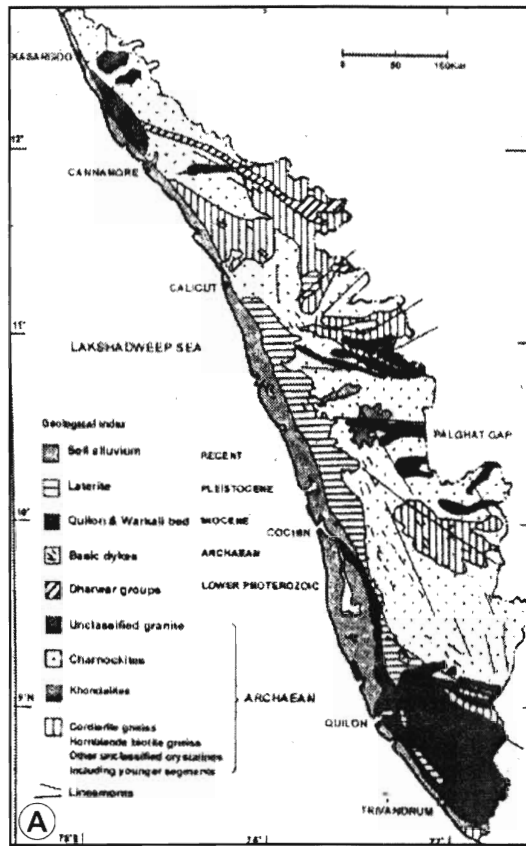 KASARGOD
0 50 150KM
12°
CANNANORE
CALICUT
11°
LAKSHADWEEP SEA
Geological index
Soil alluvium RECENT
PALGHAT GAP
Laterite PLEISTOCENE
10°
Quilon & Warkali bed MIOCENE
COCHIN
Basic dykes ARCHAEAN
Dharwar groups LOWER PROTEROZOIC
Unclassified granite
Charnockites
Khondalites
ARCHAEAN
9°N
Cordierite gneiss
QUILON
Hornblende biotite gneiss
Other unclassified crystallines
Including younger segments
Lineaments
TRIVANDRUM
A
76°
77°